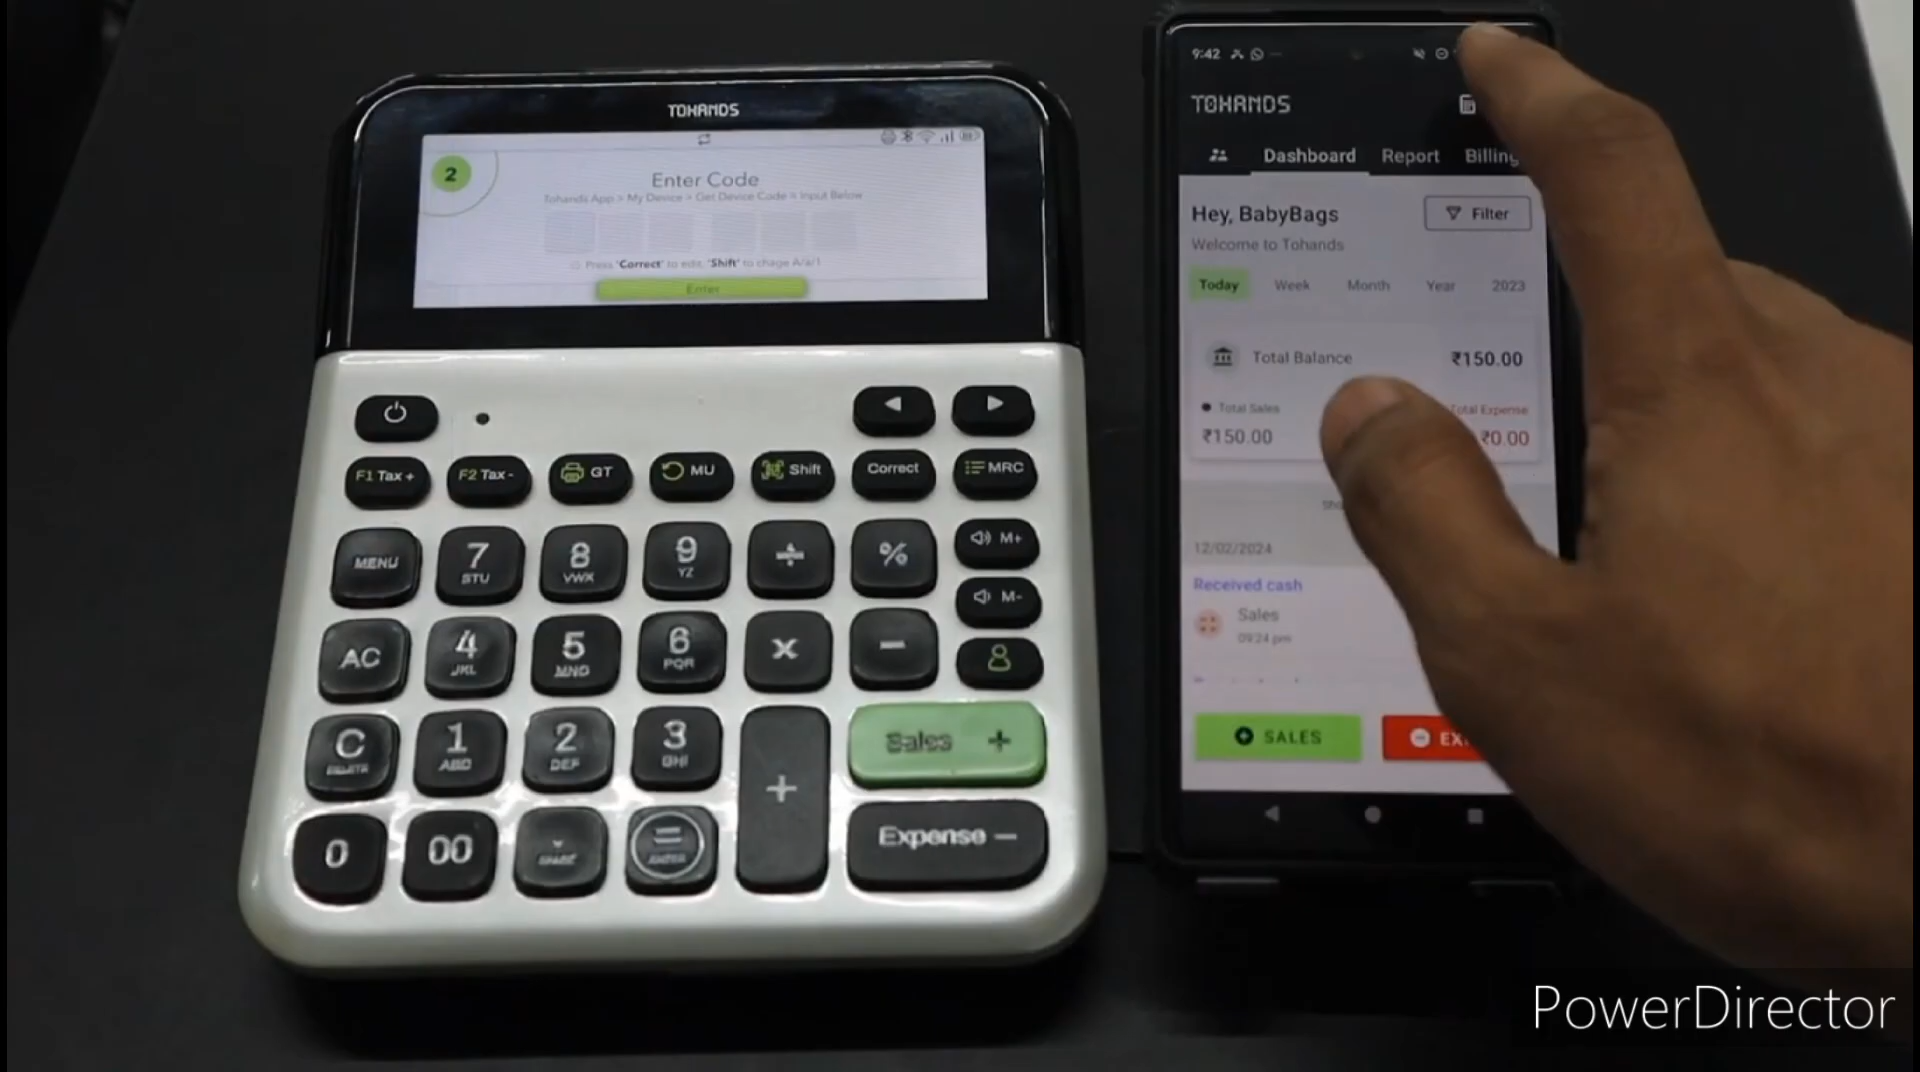 TOHANDS
2
Enter Code
Tohands App > My Device > Get Device Code > Input Below
Press "Correct" to edit, "Shift" to chage A/a/1
Enter
F1 Tax +
F2 Tax -
GT
MU
Shift
Correct
MRC
MENU
7
STU
8
VWX
9
YZ
÷
%
M+
M-
AC
4
JKL
5
MNO
6
PQR
X
−
C
DELETE
1
ABC
2
DEF
3
GHI
+
Sales +
0
00
.
SPACE
=
ENTER
Expense −
9:42
TOHANDS
Dashboard
Report
Billing
Hey, BabyBags
Filter
Welcome to Tohands
Today
Week
Month
Year
2023
Total Balance
₹150.00
Total Sales
Total Expense
₹150.00
₹0.00
12/02/2024
Received cash
Sales
09:24 pm
SALES
PowerDirector